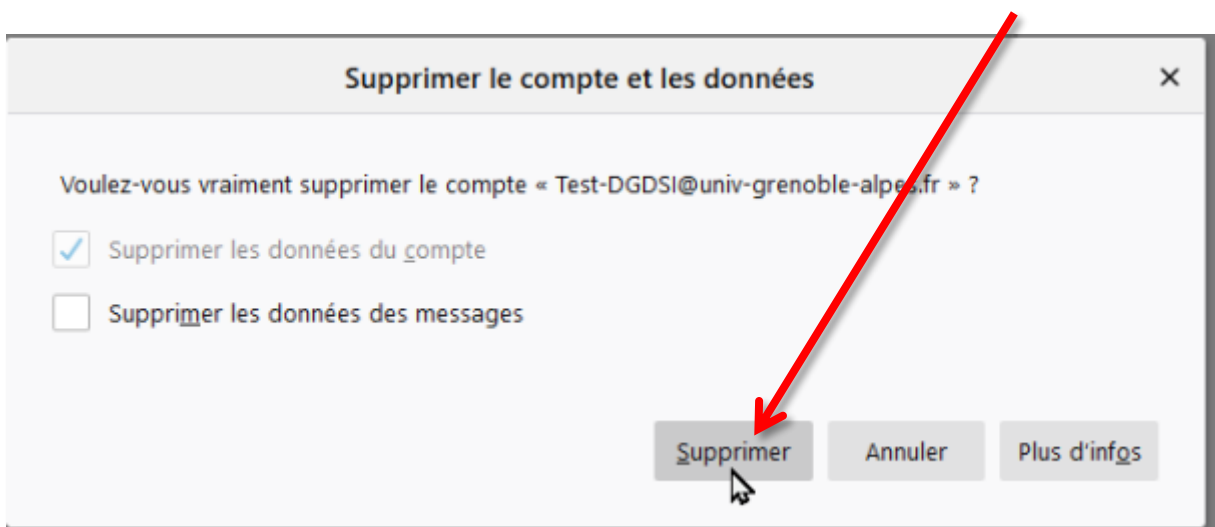 Supprimer le compte et les données
Voulez-vous vraiment supprimer le compte « Test-DGDSI@univ-grenoble-alpes.fr » ?
Supprimer les données du compte
Supprimer les données des messages
Supprimer Annuler Plus d'infos